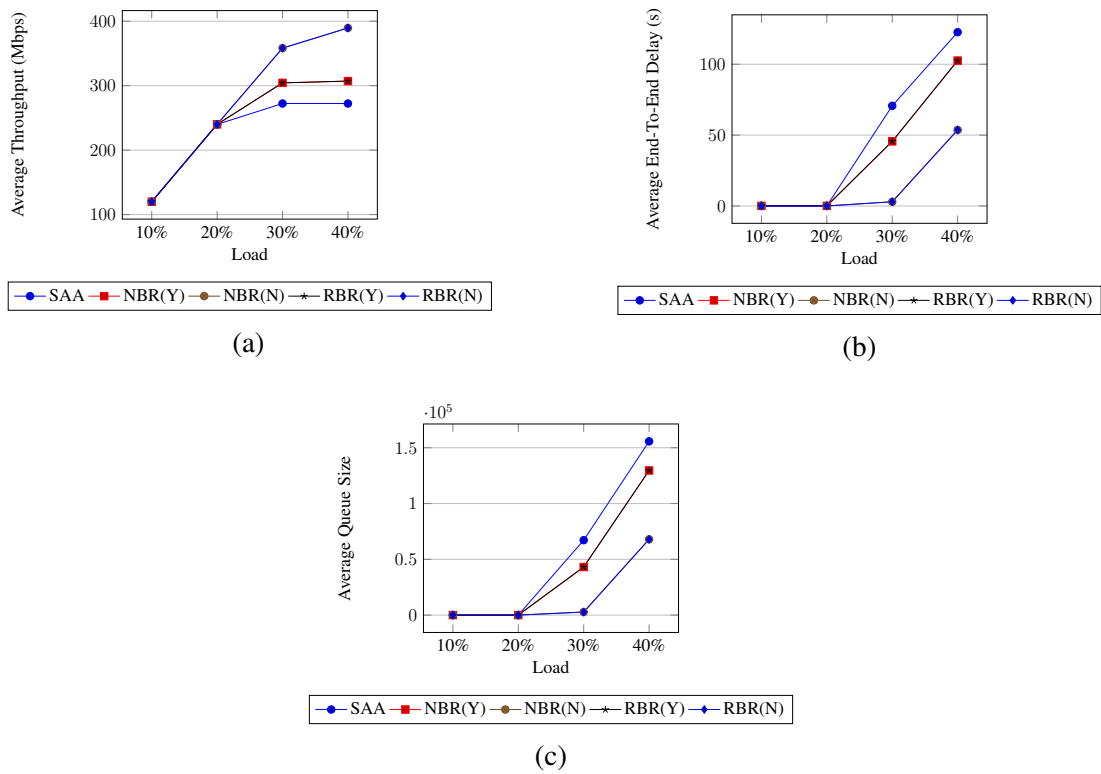 Average Throughput (Mbps)
400
300
200
100
10% 20% 30% 40%
Load
SAA NBR(Y) NBR(N) RBR(Y) RBR(N)
(a)
Average End-To-End Delay (s)
100
50
0
10% 20% 30% 40%
Load
SAA NBR(Y) NBR(N) RBR(Y) RBR(N)
(b)
Average Queue Size
·10^5
1.5
1
0.5
0
10% 20% 30% 40%
Load
SAA NBR(Y) NBR(N) RBR(Y) RBR(N)
(c)